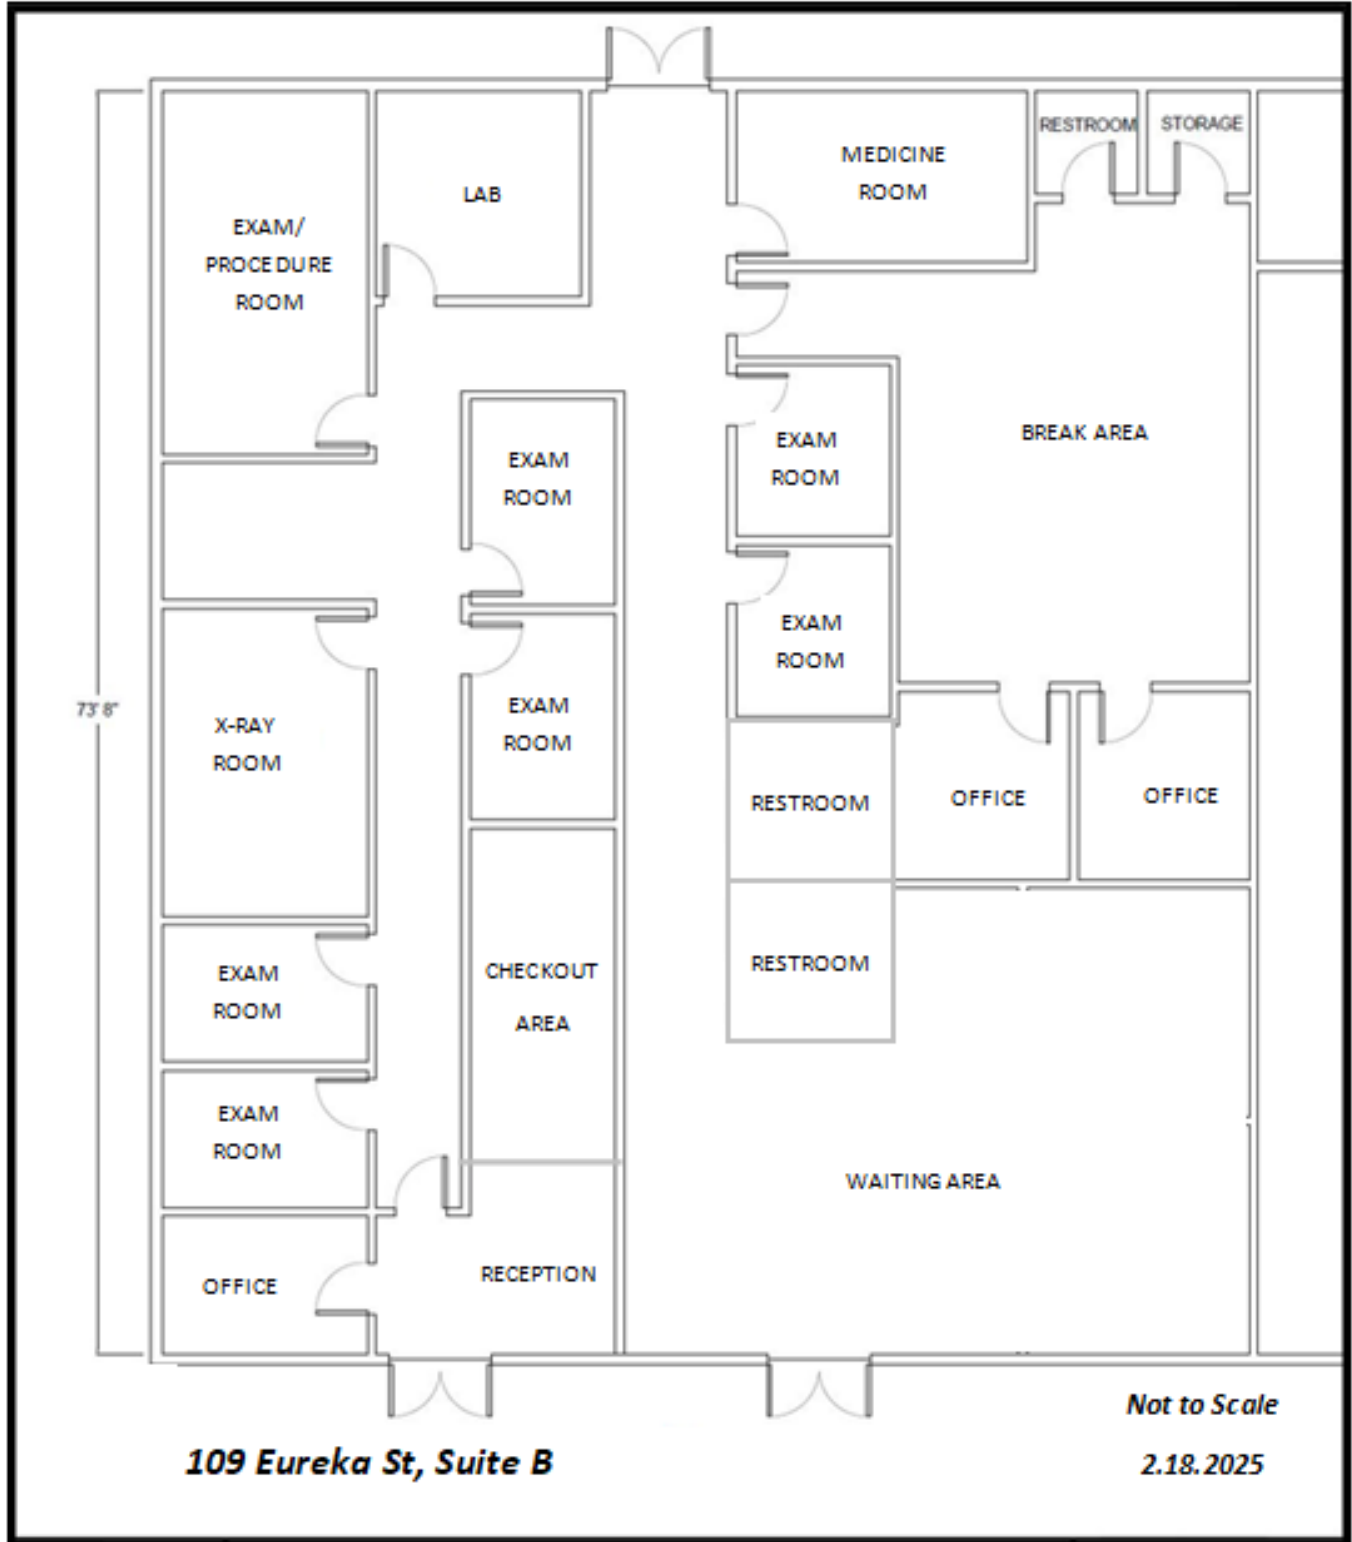 RESTROOM
STORAGE
MEDICINE
ROOM
LAB
EXAM/
PROCEDURE
ROOM
BREAK AREA
EXAM
ROOM
EXAM
ROOM
EXAM
ROOM
73' 8"
X-RAY
ROOM
EXAM
ROOM
OFFICE
OFFICE
RESTROOM
RESTROOM
EXAM
ROOM
CHECKOUT
AREA
EXAM
ROOM
WAITING AREA
OFFICE
RECEPTION
Not to Scale
109 Eureka St, Suite B
2.18.2025